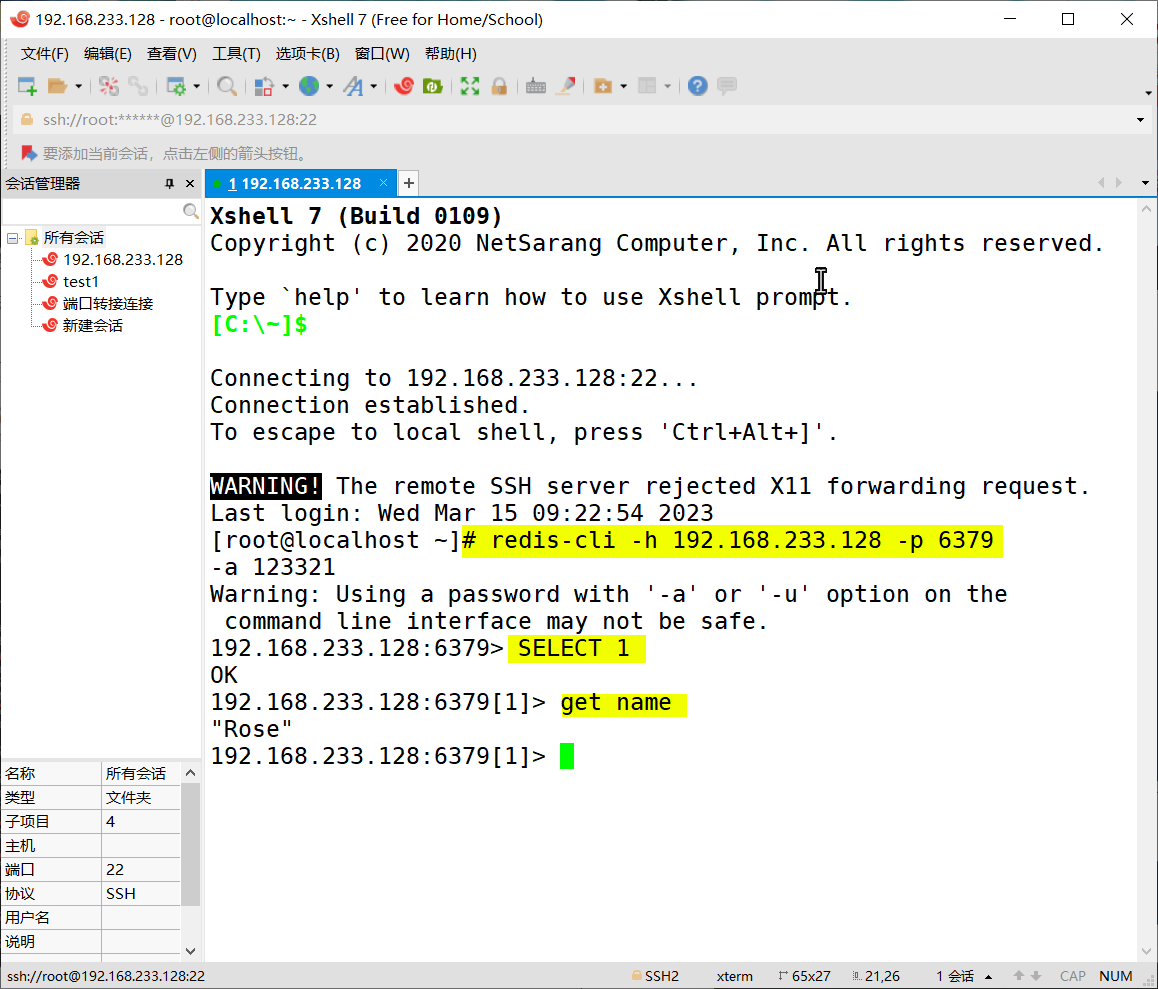 192.168.233.128 - root@localhost:~ - Xshell 7 (Free for Home/School)
文件(F) 编辑(E) 查看(V) 工具(T) 选项卡(B) 窗口(W) 帮助(H)
ssh://root:******@192.168.233.128:22
要添加当前会话，点击左侧的箭头按钮。
会话管理器
1 192.168.233.128
所有会话
192.168.233.128
test1
端口转接连接
新建会话
Xshell 7 (Build 0109)
Copyright (c) 2020 NetSarang Computer, Inc. All rights reserved.
Type `help' to learn how to use Xshell prompt.
[C:\~]$
Connecting to 192.168.233.128:22...
Connection established.
To escape to local shell, press 'Ctrl+Alt+]'.
WARNING! The remote SSH server rejected X11 forwarding request.
Last login: Wed Mar 15 09:22:54 2023
[root@localhost ~]# redis-cli -h 192.168.233.128 -p 6379
-a 123321
Warning: Using a password with '-a' or '-u' option on the
 command line interface may not be safe.
192.168.233.128:6379> SELECT 1
OK
192.168.233.128:6379[1]> get name
"Rose"
192.168.233.128:6379[1]>
名称 所有会话
类型 文件夹
子项目 4
主机
端口 22
协议 SSH
用户名
说明
ssh://root@192.168.233.128:22 SSH2 xterm 65x27 21,26 1 会话 CAP NUM